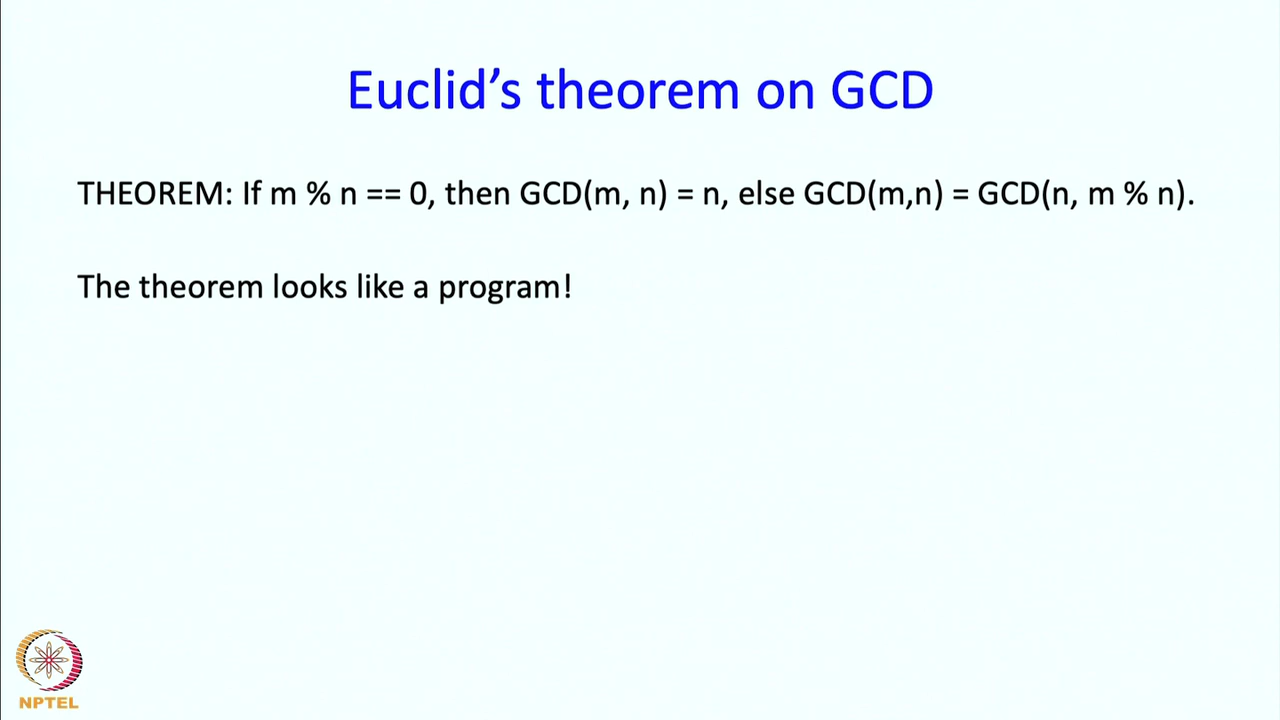 Euclid’s theorem on GCD
THEOREM: If m % n == 0, then GCD(m, n) = n, else GCD(m,n) = GCD(n, m % n).
The theorem looks like a program!
NPTEL